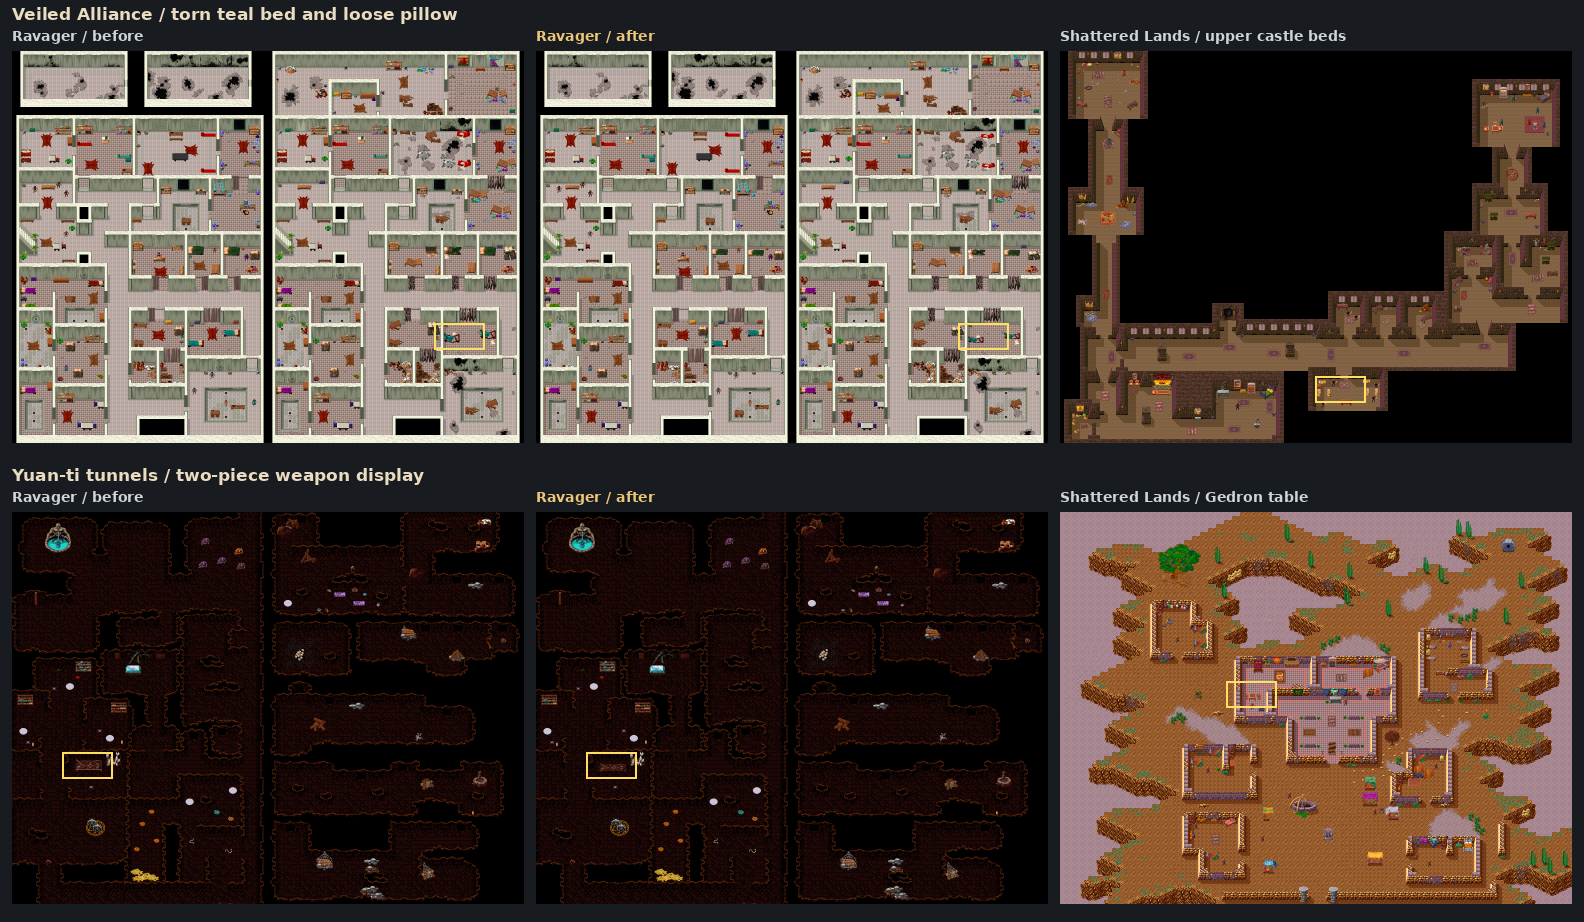 Veiled Alliance / torn teal bed and loose pillow
Ravager / before
Ravager / after
Shattered Lands / upper castle beds
Yuan-ti tunnels / two-piece weapon display
Ravager / before
Ravager / after
Shattered Lands / Gedron table